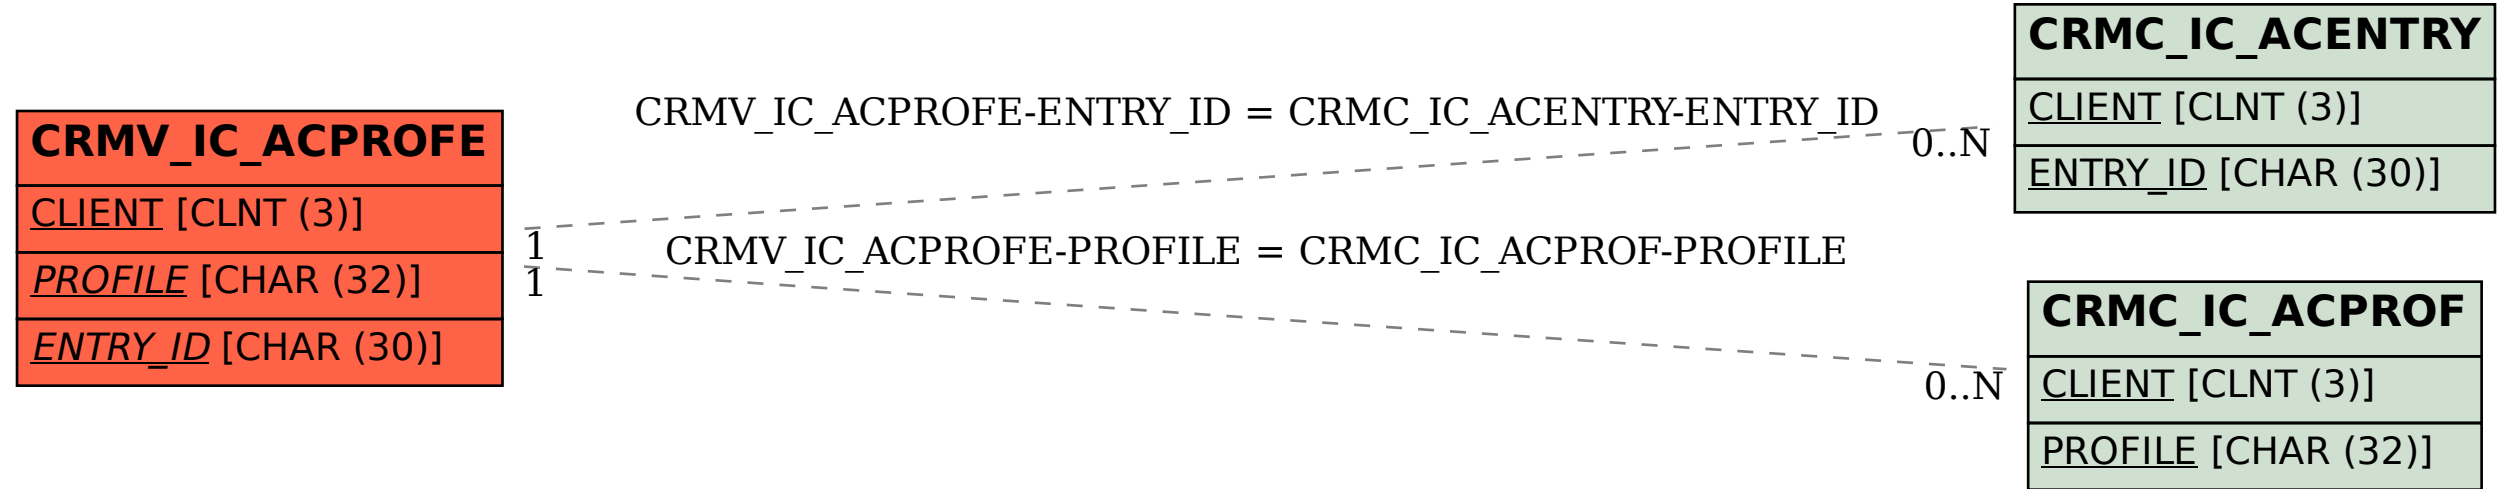 CRMV_IC_ACPROFE
CLIENT [CLNT (3)]
PROFILE [CHAR (32)]
ENTRY_ID [CHAR (30)]
CRMV_IC_ACPROFE-ENTRY_ID = CRMC_IC_ACENTRY-ENTRY_ID
0..N
1
CRMV_IC_ACPROFE-PROFILE = CRMC_IC_ACPROF-PROFILE
1
0..N
CRMC_IC_ACENTRY
CLIENT [CLNT (3)]
ENTRY_ID [CHAR (30)]
CRMC_IC_ACPROF
CLIENT [CLNT (3)]
PROFILE [CHAR (32)]